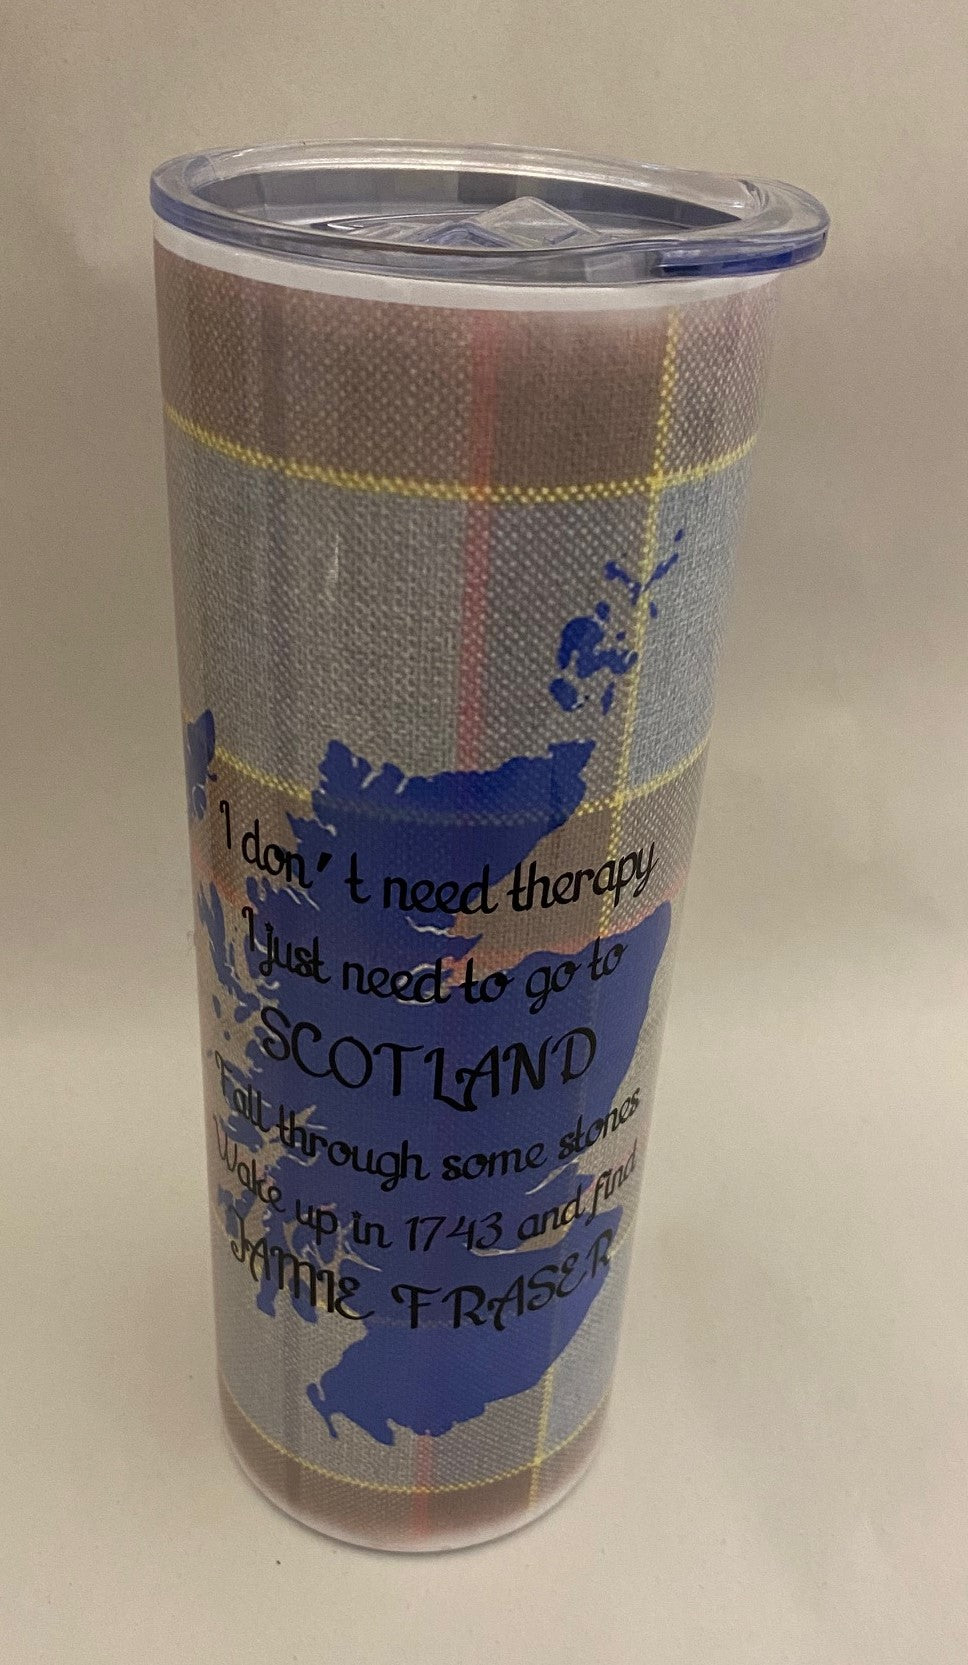 I don't need therapy
I just need to go to
SCOTLAND
Fall through some stones
Wake up in 1743 and find
JAMIE FRASER